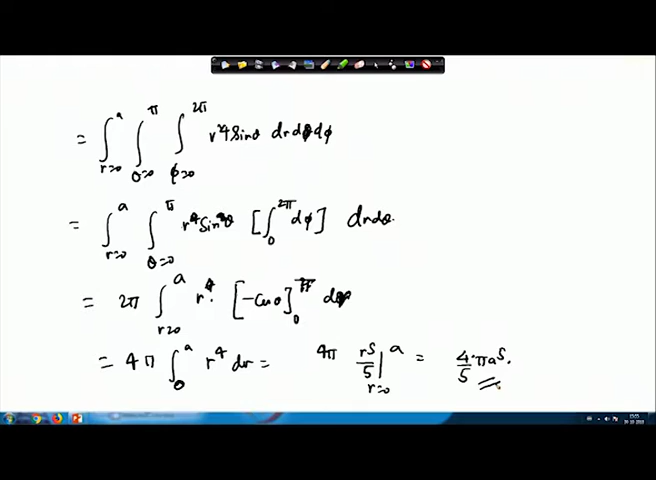 = ∫_{r=0}^{a} ∫_{θ=0}^{π} ∫_{φ=0}^{2π} r⁴ Sinθ dr dθ dφ
= ∫_{r=0}^{a} ∫_{θ=0}^{π} r⁴ Sinθ [∫_{0}^{2π} dφ] dr dθ.
= 2π ∫_{r=0}^{a} r⁴. [-Cosθ]_{0}^{π} dr
= 4π ∫_{0}^{a} r⁴ dr = 4π r⁵/5 |_{r=0}^{a} = 4/5 . πa⁵.